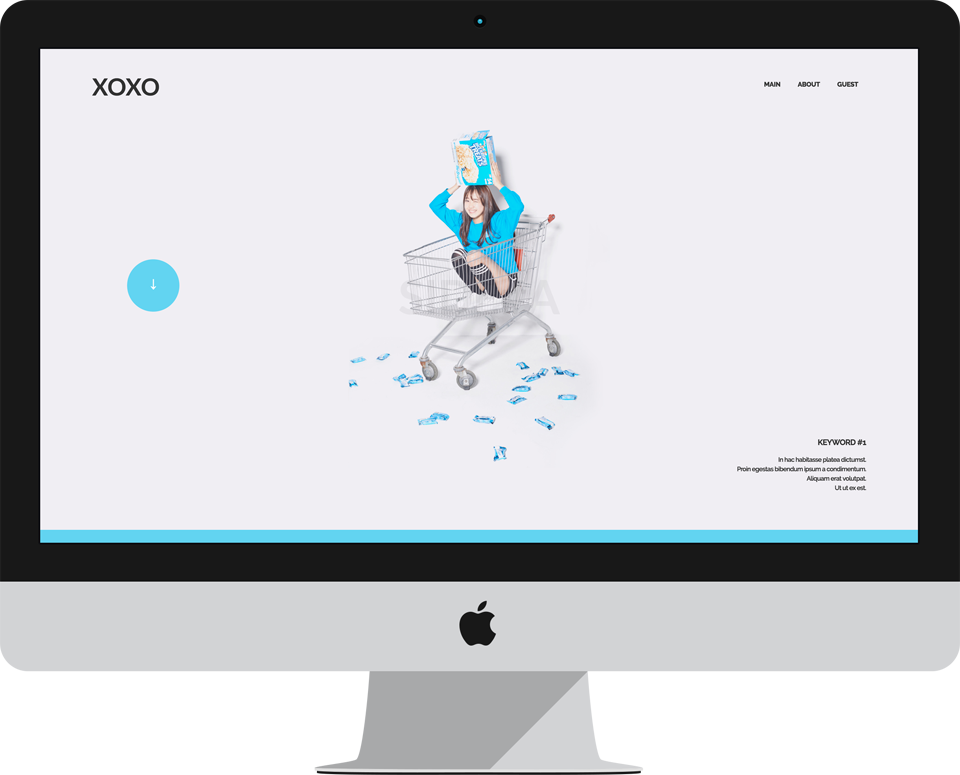 XOXO
MAIN ABOUT GUEST
KEYWORD #1
In hac habitasse platea dictumst.
Proin egestas bibendum ipsum a condimentum.
Aliquam erat volutpat.
Ut ut ex est.